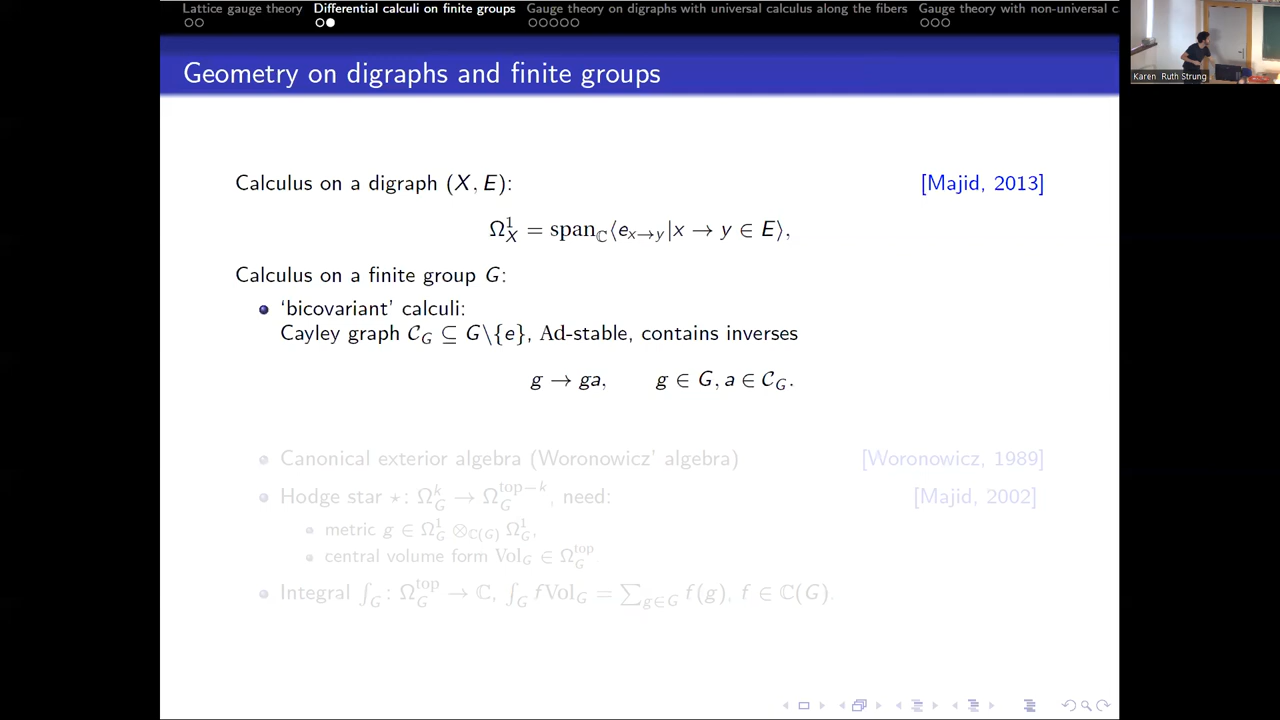 Lattice gauge theory Differential calculi on finite groups Gauge theory on digraphs with universal calculus along the fibers Gauge theory with non-universal c
Geometry on digraphs and finite groups
Karen Ruth Strung
Calculus on a digraph (X, E): [Majid, 2013]
Ω¹_X = span_ℂ⟨e_{x→y}|x → y ∈ E⟩,
Calculus on a finite group G:
‘bicovariant’ calculi:
Cayley graph 𝒞_G ⊆ G\{e}, Ad-stable, contains inverses
g → ga, g ∈ G, a ∈ 𝒞_G.
Canonical exterior algebra (Woronowicz’ algebra) [Woronowicz, 1989]
Hodge star ⋆: Ω^k_G → Ω^{top−k}_G, need: [Majid, 2002]
metric g ∈ Ω¹_G ⊗_{ℂ(G)} Ω¹_G,
central volume form Vol_G ∈ Ω^{top}_G
Integral ∫_G : Ω^{top}_G → ℂ, ∫_G fVol_G = ∑_{g∈G} f(g), f ∈ ℂ(G).